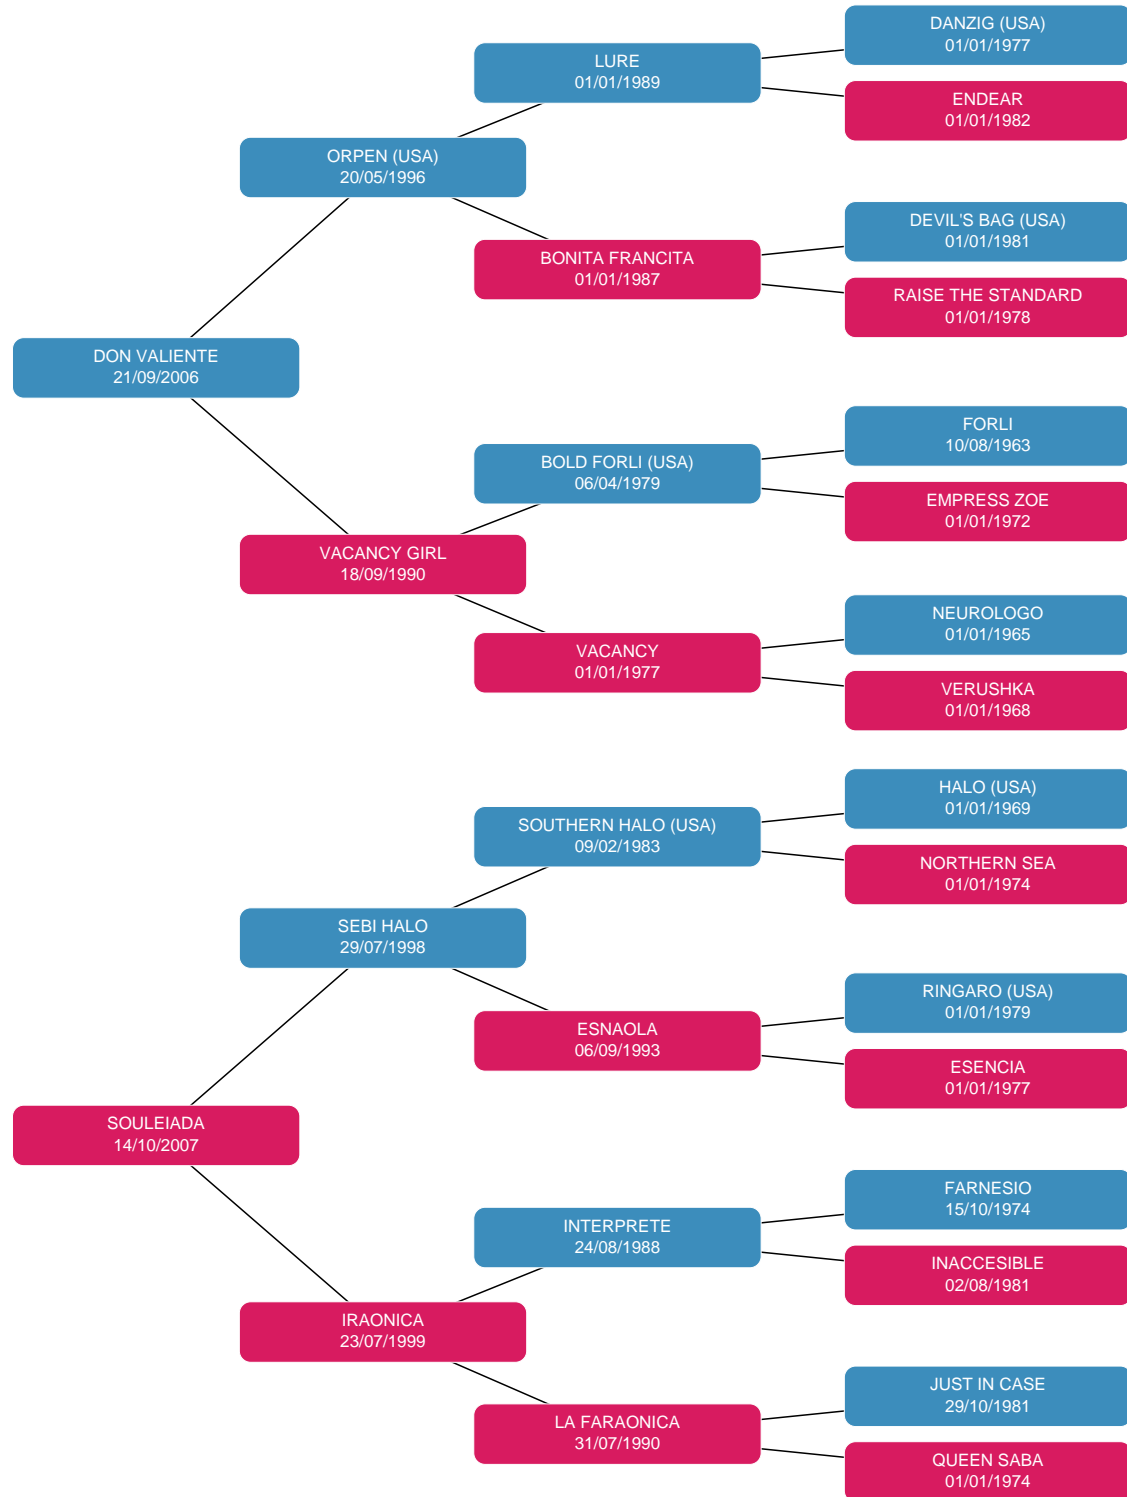 DANZIG (USA)
01/01/1977
LURE
01/01/1989
ENDEAR
01/01/1982
ORPEN (USA)
20/05/1996
DEVIL'S BAG (USA)
01/01/1981
BONITA FRANCITA
01/01/1987
RAISE THE STANDARD
01/01/1978
DON VALIENTE
21/09/2006
FORLI
10/08/1963
BOLD FORLI (USA)
06/04/1979
EMPRESS ZOE
01/01/1972
VACANCY GIRL
18/09/1990
NEUROLOGO
01/01/1965
VACANCY
01/01/1977
VERUSHKA
01/01/1968
HALO (USA)
01/01/1969
SOUTHERN HALO (USA)
09/02/1983
NORTHERN SEA
01/01/1974
SEBI HALO
29/07/1998
RINGARO (USA)
01/01/1979
ESNAOLA
06/09/1993
ESENCIA
01/01/1977
SOULEIADA
14/10/2007
FARNESIO
15/10/1974
INTERPRETE
24/08/1988
INACCESIBLE
02/08/1981
IRAONICA
23/07/1999
JUST IN CASE
29/10/1981
LA FARAONICA
31/07/1990
QUEEN SABA
01/01/1974